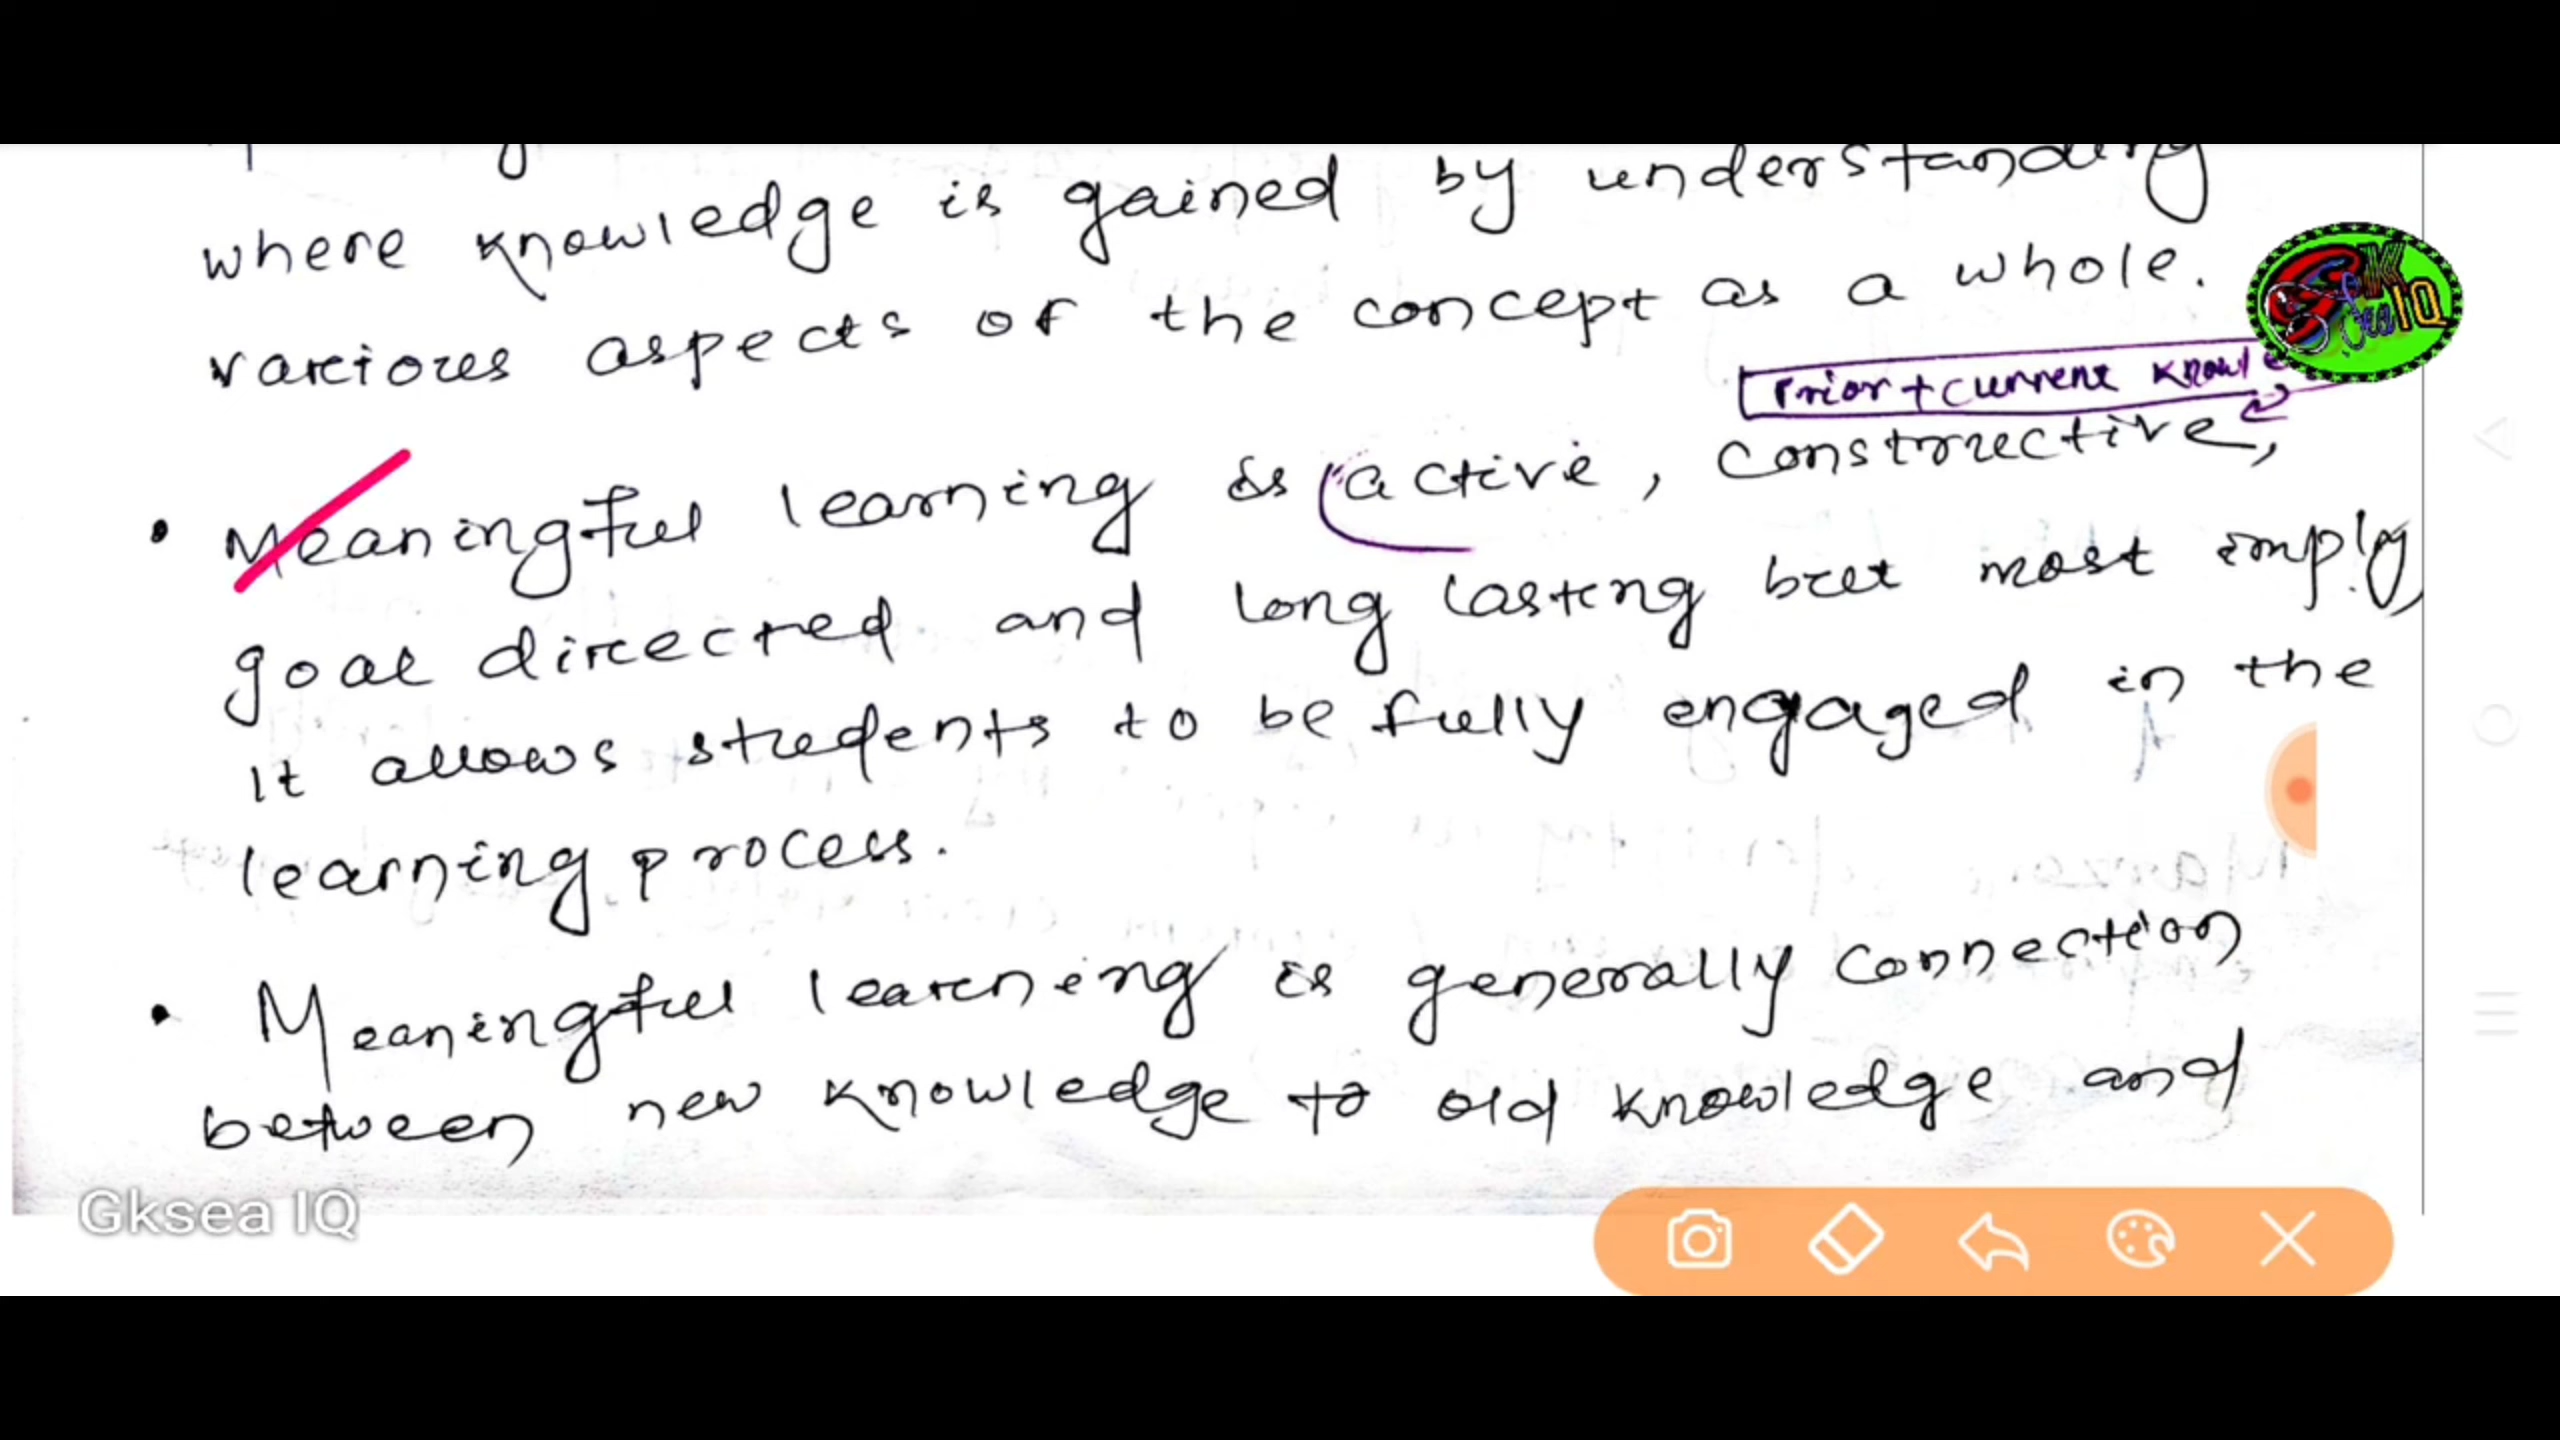 where knowledge is gained by understanding
various aspects of the concept as a whole.
Prior + current
• Meaningful learning is active, constructive,
goal directed and long lasting but most imply,
It allows students to be fully engaged in the
learning process.
• Meaningful learning is generally connection
between new knowledge to old knowledge and
Gksea IQ